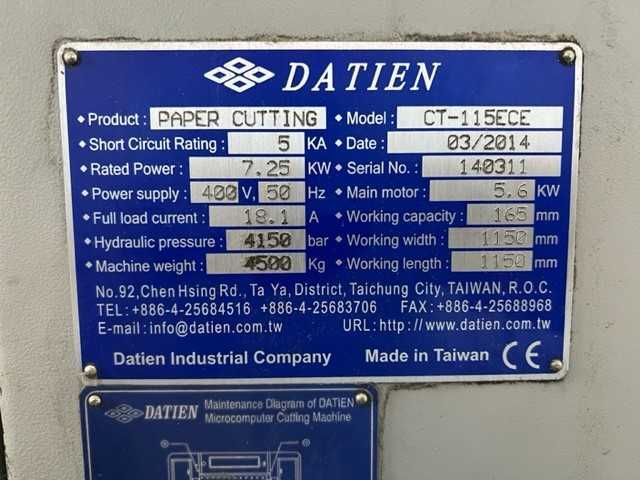 DATIEN
• Product : PAPER CUTTING • Model : CT-115ECE
• Short Circuit Rating : 5 KA • Date : 03/2014
• Rated Power : 7.25 KW • Serial No. : 140311
• Power supply : 400 V, 50 Hz • Main motor : 5.6 KW
• Full load current : 18.1 A • Working capacity : 165 mm
• Hydraulic pressure : 4150 bar • Working width : 1150 mm
• Machine weight : 4500 Kg • Working length : 1150 mm
No.92,Chen Hsing Rd., Ta Ya, District, Taichung City, TAIWAN, R.O.C.
TEL:+886-4-25684516 +886-4-25683706 FAX:+886-4-25688968
E-mail:info@datien.com.tw URL:http://www.datien.com.tw
Datien Industrial Company Made in Taiwan CE
DATIEN Maintenance Diagram of DATIEN
Microcomputer Cutting Machine